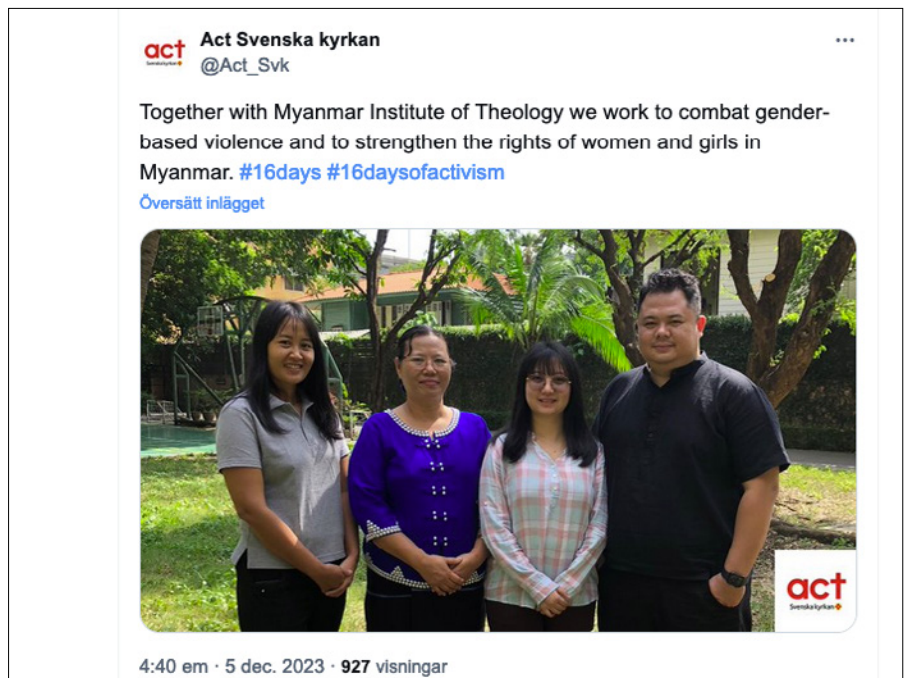 act
Svenska kyrkan
Act Svenska kyrkan
@Act_Svk
Together with Myanmar Institute of Theology we work to combat gender-
based violence and to strengthen the rights of women and girls in
Myanmar. #16days #16daysofactivism
Översätt inlägget
act
Svenska kyrkan
4:40 em · 5 dec. 2023 · 927 visningar